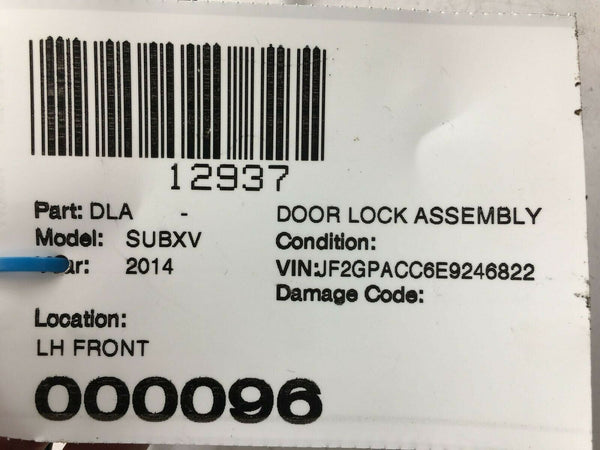 12937
Part: DLA - DOOR LOCK ASSEMBLY
Model: SUBXV Condition:
2014 VIN:JF2GPACC6E9246822
Damage Code:
Location:
LH FRONT
000096